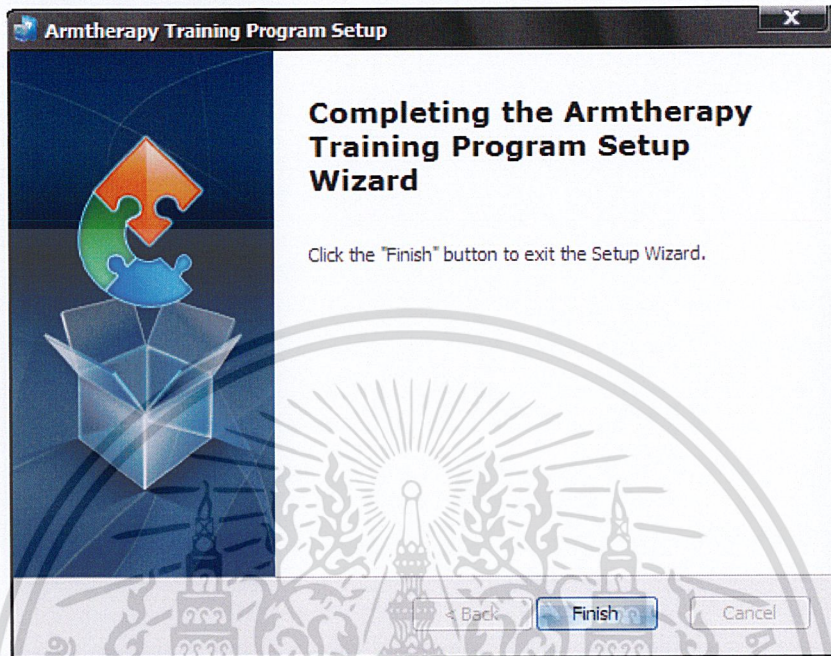 Armtherapy Training Program Setup
Completing the Armtherapy
Training Program Setup
Wizard
Click the "Finish" button to exit the Setup Wizard.
< Back
Finish
Cancel